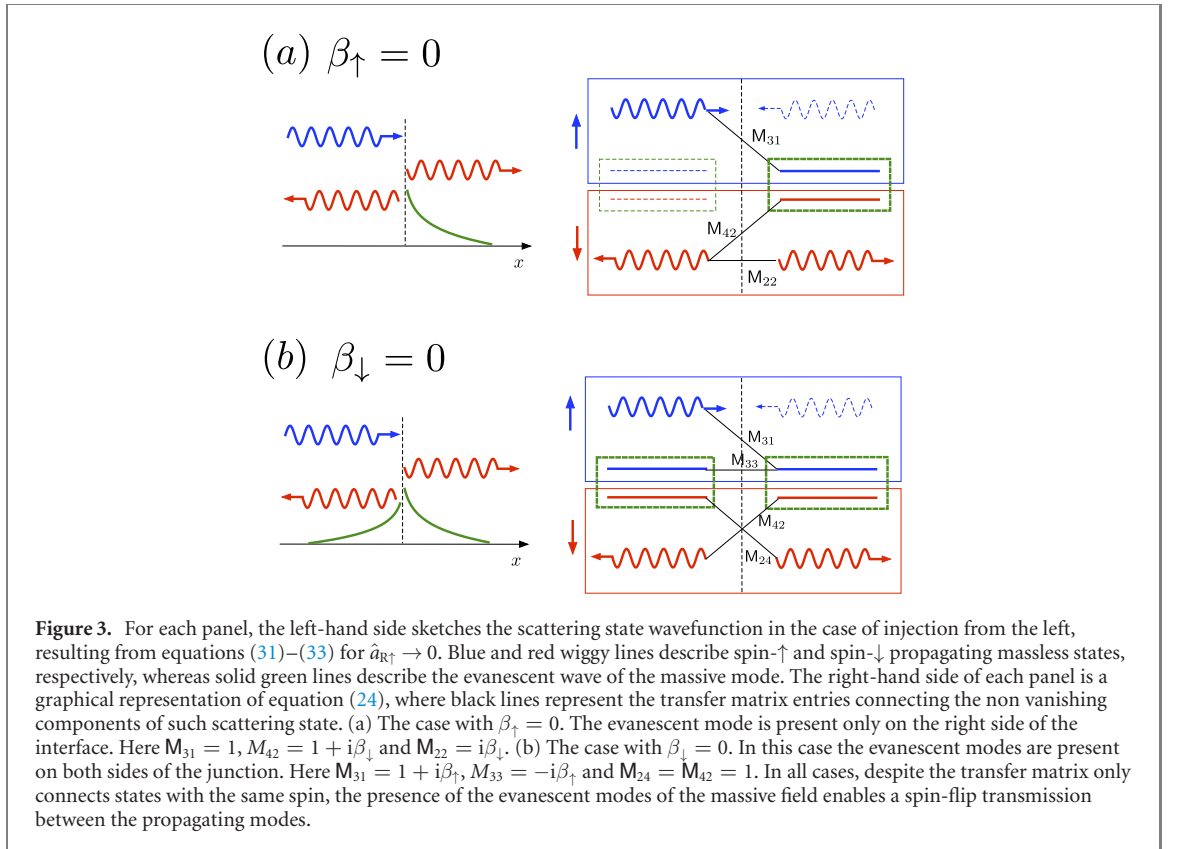 (a) β↑ = 0
M31
M42
M22
x
(b) β↓ = 0
M31
M33
M42
M24
x
Figure 3. For each panel, the left-hand side sketches the scattering state wavefunction in the case of injection from the left,
resulting from equations (31)–(33) for âR↑ → 0. Blue and red wiggy lines describe spin-↑ and spin-↓ propagating massless states,
respectively, whereas solid green lines describe the evanescent wave of the massive mode. The right-hand side of each panel is a
graphical representation of equation (24), where black lines represent the transfer matrix entries connecting the non vanishing
components of such scattering state. (a) The case with β↑ = 0. The evanescent mode is present only on the right side of the
interface. Here M31 = 1, M42 = 1 + iβ↓ and M22 = iβ↓. (b) The case with β↓ = 0. In this case the evanescent modes are present
on both sides of the junction. Here M31 = 1 + iβ↑, M33 = −iβ↑ and M24 = M42 = 1. In all cases, despite the transfer matrix only
connects states with the same spin, the presence of the evanescent modes of the massive field enables a spin-flip transmission
between the propagating modes.